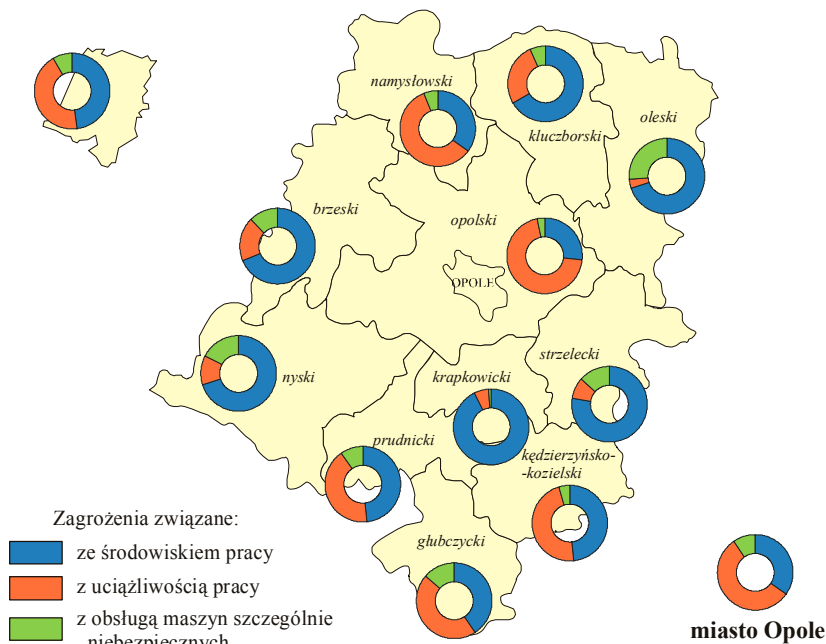 namysłowski
kluczborski
oleski
brzeski
opolski
OPOLE
strzelecki
nyski
krapkowicki
prudnicki
kędzierzyńsko-
-kozielski
głubczycki
Zagrożenia związane:
ze środowiskiem pracy
z uciążliwością pracy
z obsługą maszyn szczególnie
niebezpiecznych
miasto Opole